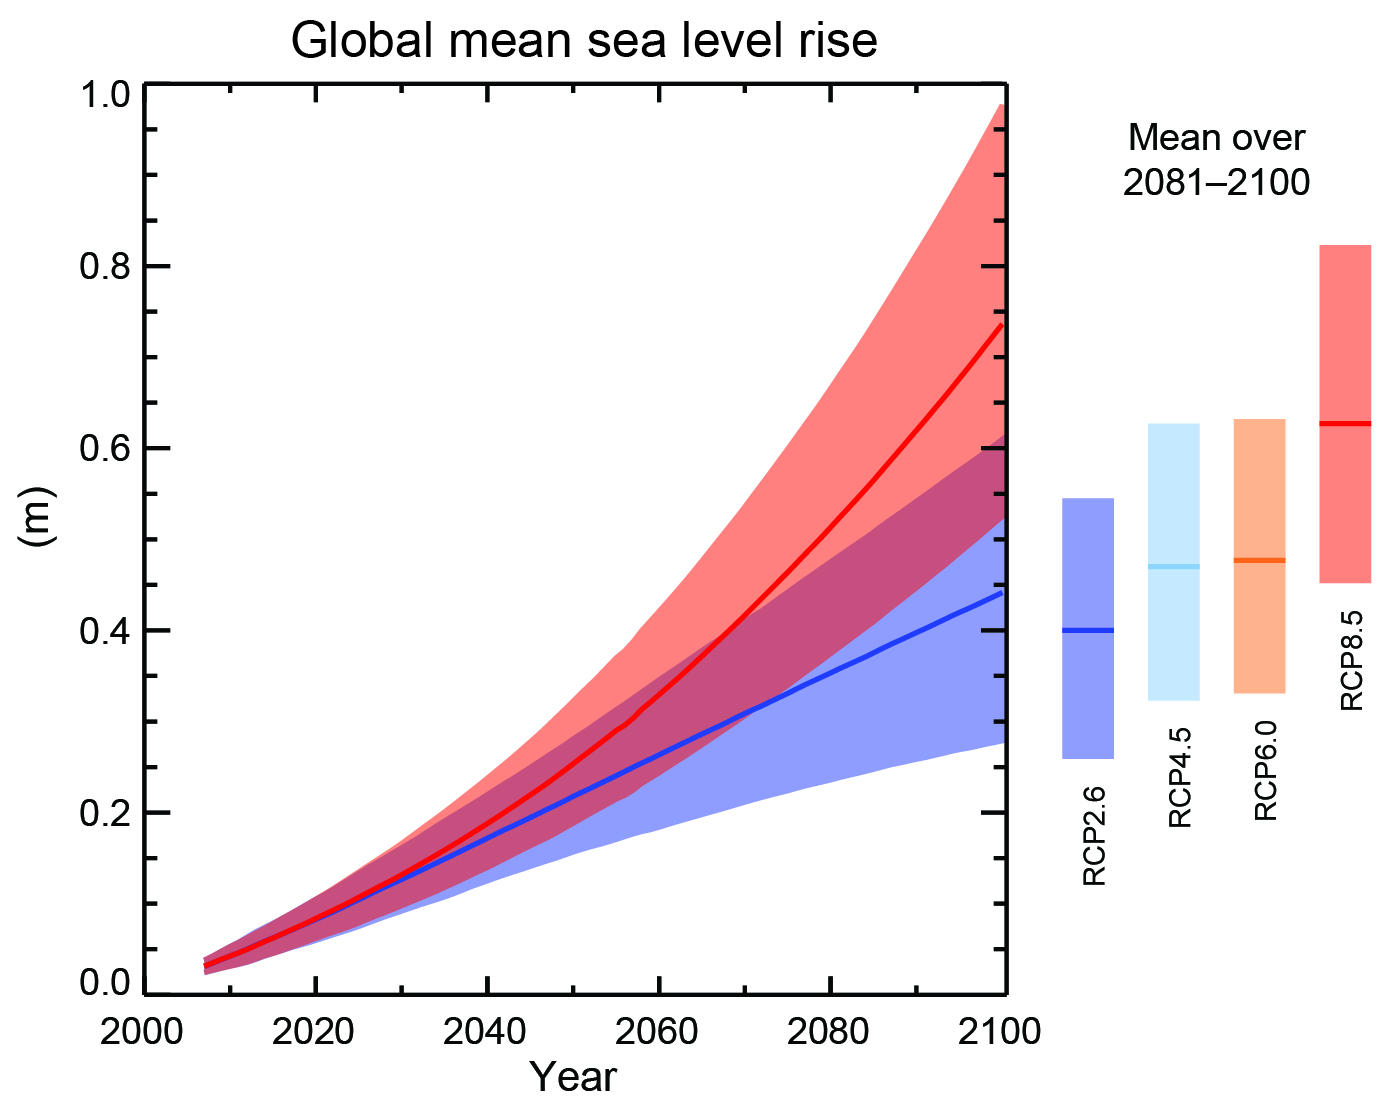 Global mean sea level rise
1.0
0.8
0.6
0.4
0.2
0.0
(m)
2000 2020 2040 2060 2080 2100
Year
Mean over
2081–2100
RCP2.6
RCP4.5
RCP6.0
RCP8.5